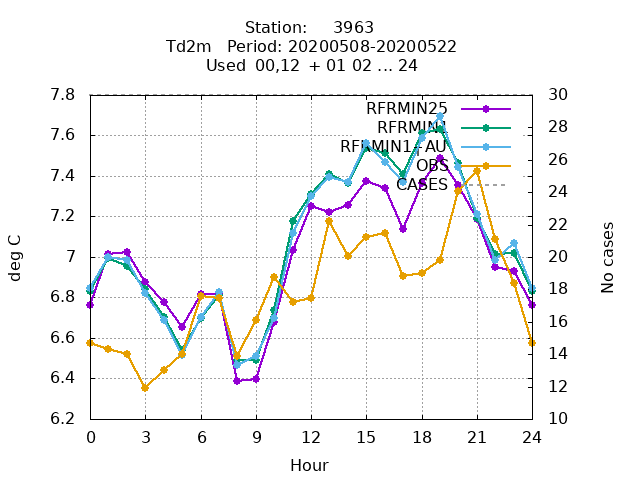 Station: 3963
Td2m Period: 20200508-20200522
Used 00,12 + 01 02 ... 24
7.8
7.6
7.4
7.2
7
6.8
6.6
6.4
6.2
30
28
26
24
22
20
18
16
14
12
10
RFRMIN25
RFRMIN1
RFRMIN1+AU
OBS
CASES
deg C
No cases
0 3 6 9 12 15 18 21 24
Hour